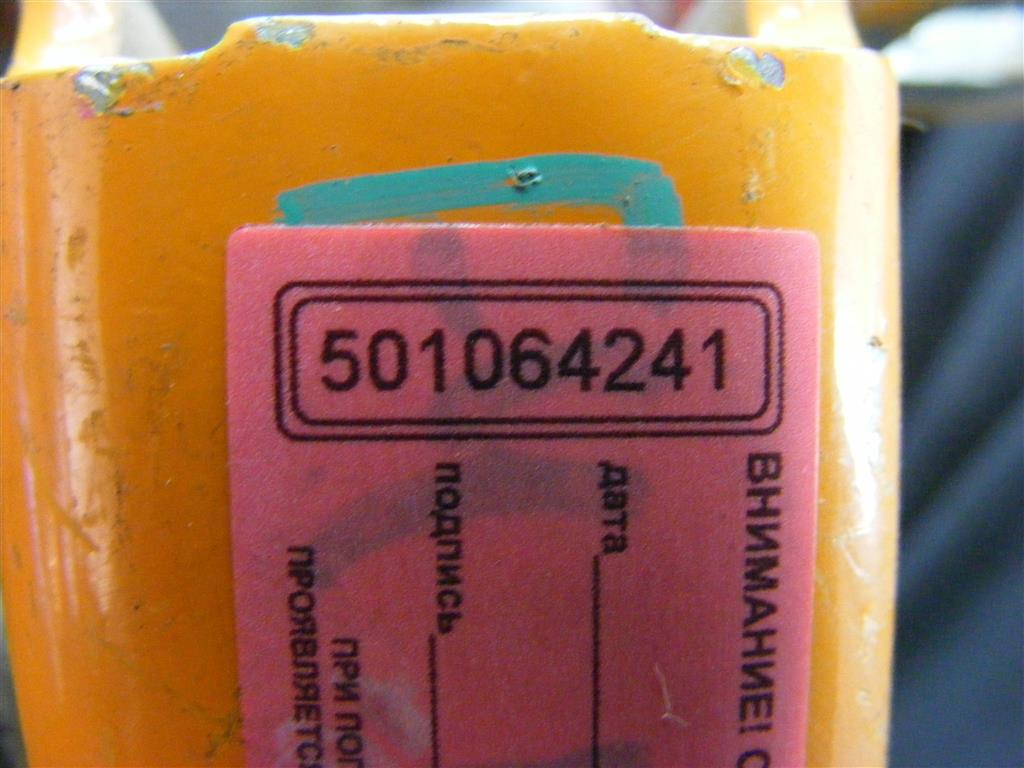 501064241
ВНИМАНИЕ!
дата
подпись
ПРИ
ПРОЯВЛЯЕТС